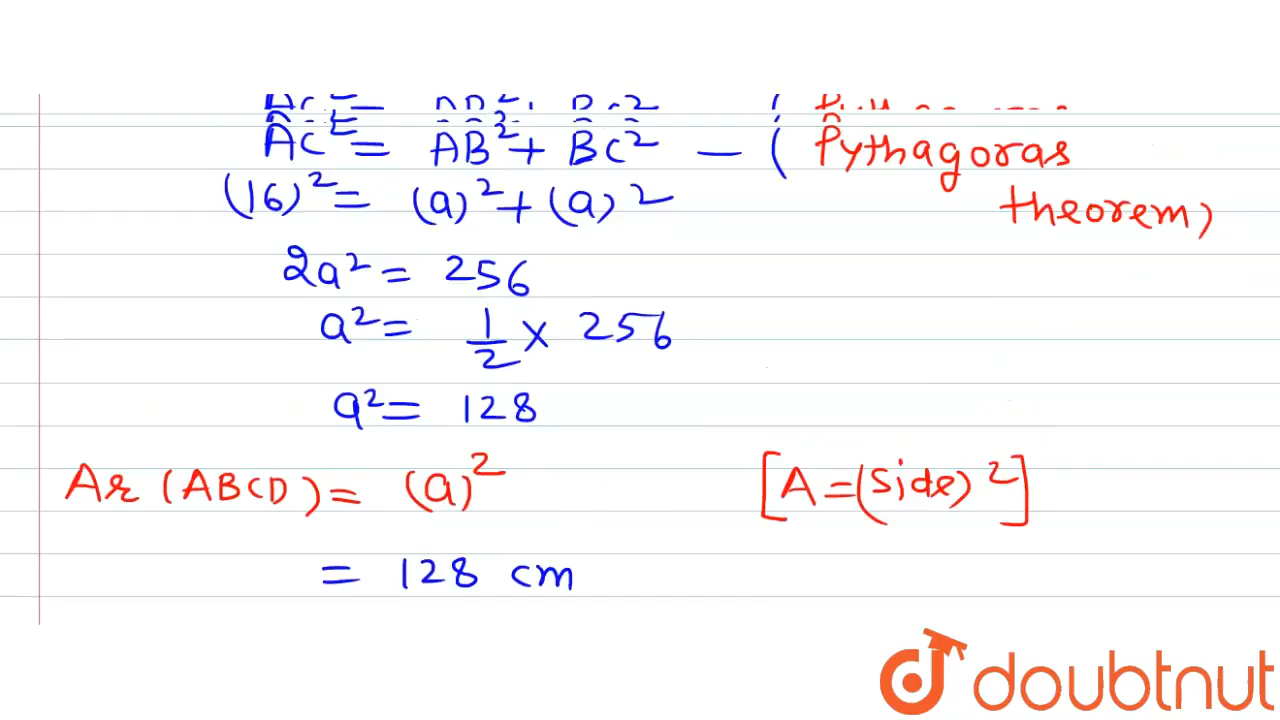 AC² = AB² + BC² — ( Pythagoras
theorem)
(16)² = (a)² + (a)²
2a² = 256
a² = 1/2 × 256
a² = 128
Ar (ABCD) = (a)² [A = (Side)²]
= 128 cm
doubtnut